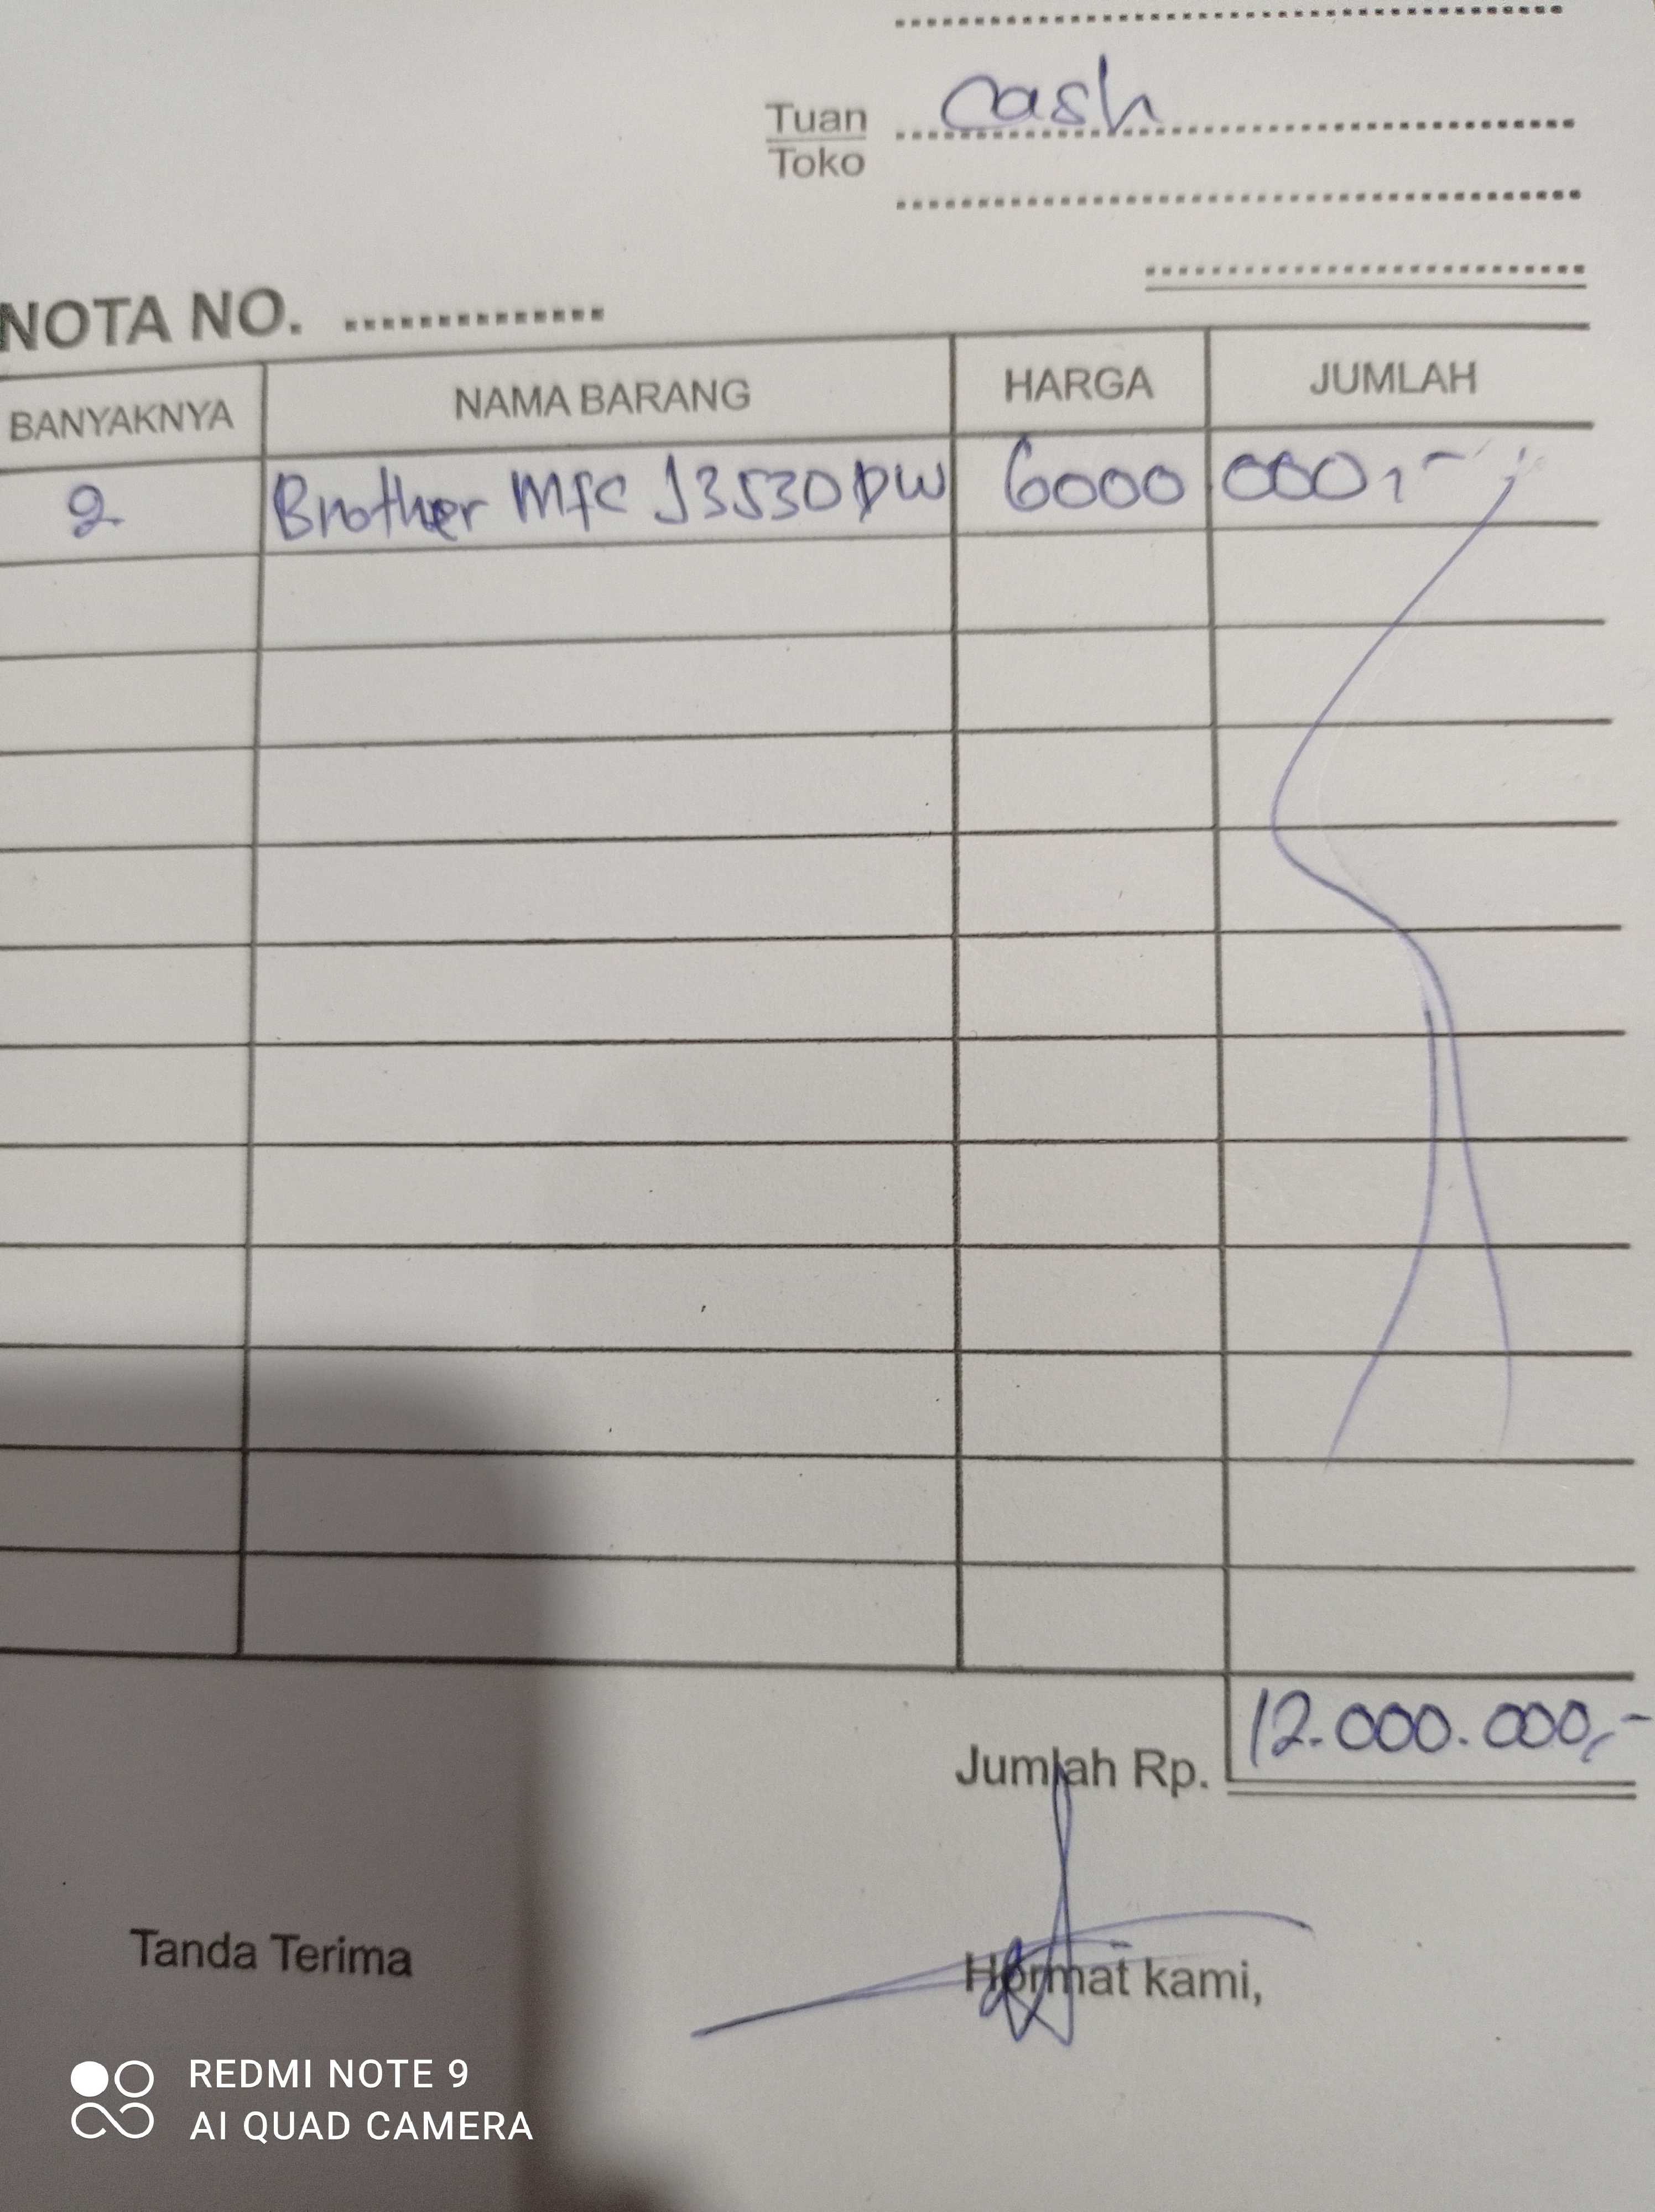 Tuan
Toko
Cash
NOTA NO.
BANYAKNYA NAMA BARANG HARGA JUMLAH
2 Brother Mfc J3530DW 6000 000,-
Jumlah Rp. 12.000.000,-
Tanda Terima Hormat kami,
REDMI NOTE 9
AI QUAD CAMERA